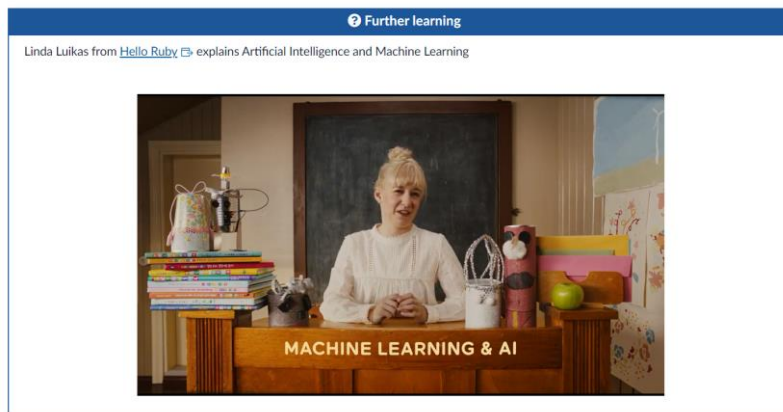 Further learning
Linda Luikas from Hello Ruby explains Artificial Intelligence and Machine Learning
MACHINE LEARNING & AI